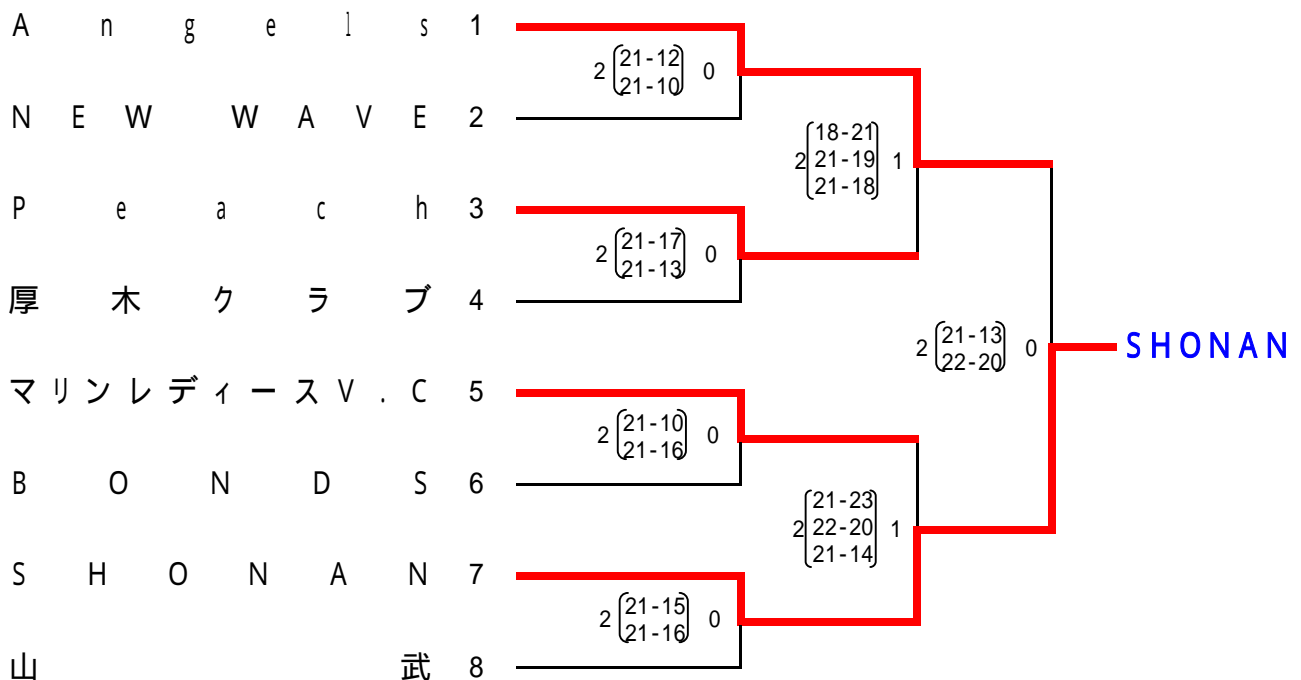 Angels 1
2 21-12 0
21-10
NEW WAVE 2
18-21
2 21-19 1
21-18
Peach 3
2 21-17 0
21-13
厚木クラブ 4
2 21-13 0
22-20
SHONAN
マリンレディースV.C 5
2 21-10 0
21-16
BONDS 6
21-23
2 22-20 1
21-14
SHONAN 7
2 21-15 0
21-16
山武 8